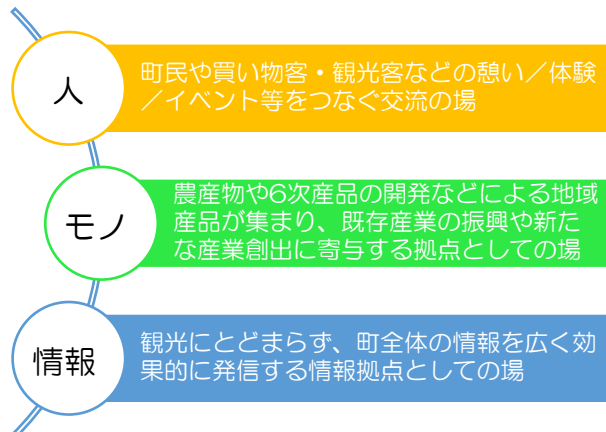 人
町民や買い物客・観光客などの憩い／体験
／イベント等をつなぐ交流の場
モノ
農産物や6次産品の開発などによる地域
産品が集まり、既存産業の振興や新た
な産業創出に寄与する拠点としての場
情報
観光にとどまらず、町全体の情報を広く効
果的に発信する情報拠点としての場